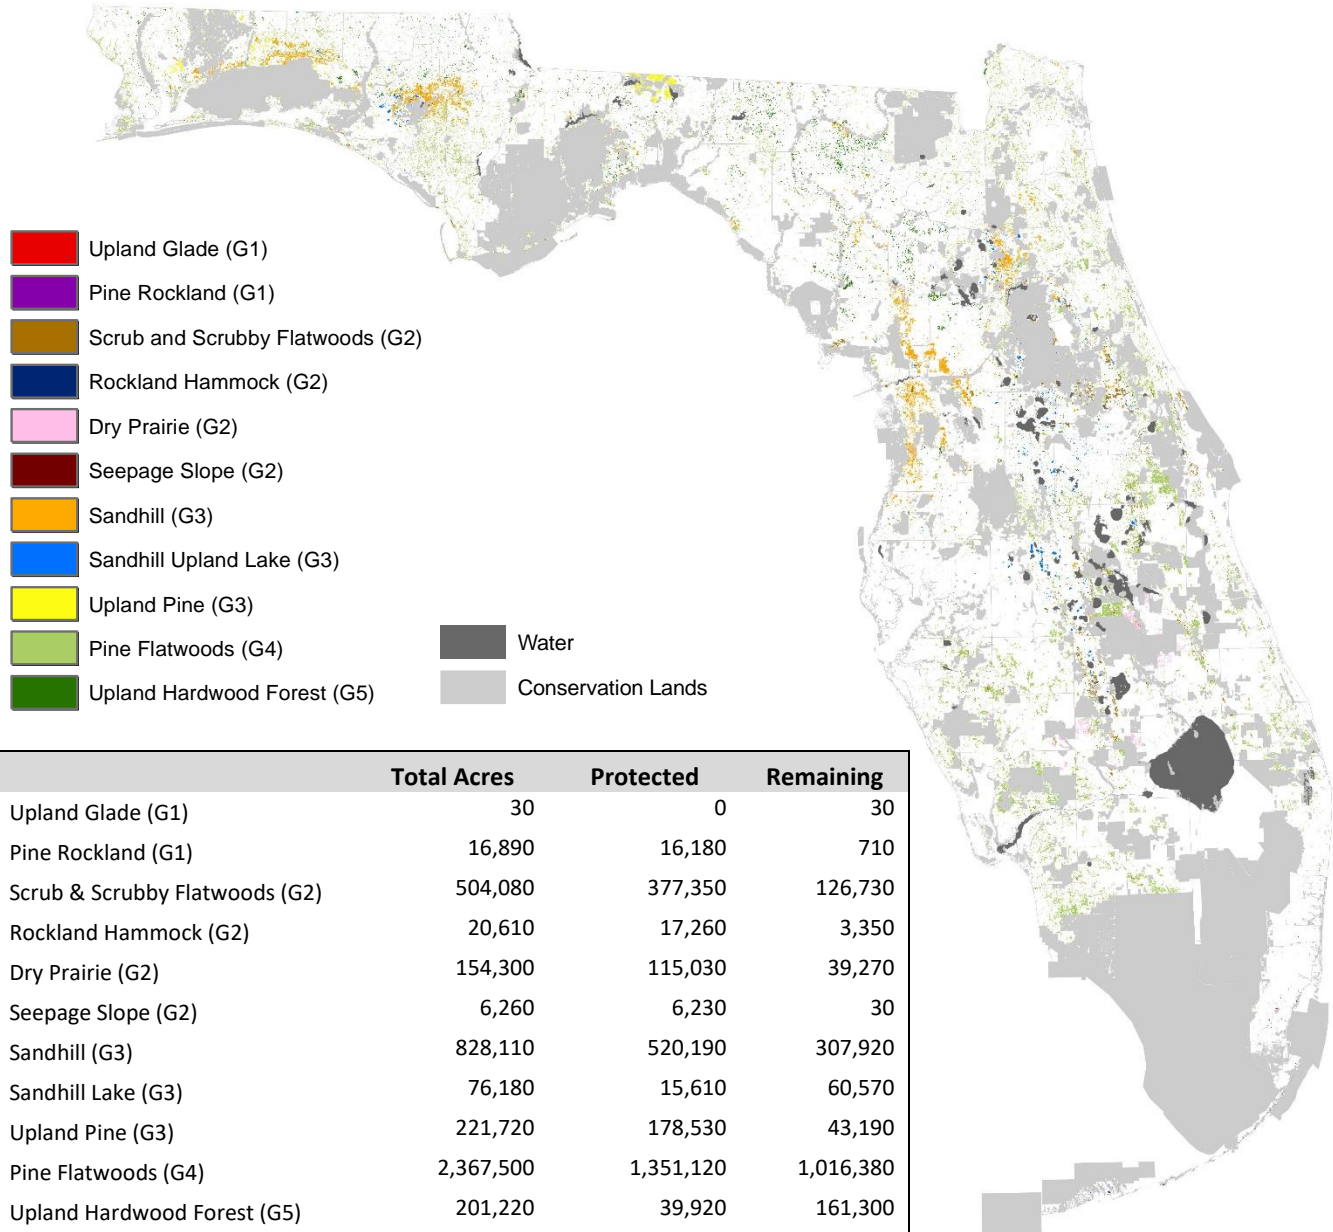 Upland Glade (G1)
Pine Rockland (G1)
Scrub and Scrubby Flatwoods (G2)
Rockland Hammock (G2)
Dry Prairie (G2)
Seepage Slope (G2)
Sandhill (G3)
Sandhill Upland Lake (G3)
Upland Pine (G3)
Pine Flatwoods (G4)
Upland Hardwood Forest (G5)
Water
Conservation Lands
Total Acres Protected Remaining
Upland Glade (G1) 30 0 30
Pine Rockland (G1) 16,890 16,180 710
Scrub & Scrubby Flatwoods (G2) 504,080 377,350 126,730
Rockland Hammock (G2) 20,610 17,260 3,350
Dry Prairie (G2) 154,300 115,030 39,270
Seepage Slope (G2) 6,260 6,230 30
Sandhill (G3) 828,110 520,190 307,920
Sandhill Lake (G3) 76,180 15,610 60,570
Upland Pine (G3) 221,720 178,530 43,190
Pine Flatwoods (G4) 2,367,500 1,351,120 1,016,380
Upland Hardwood Forest (G5) 201,220 39,920 161,300